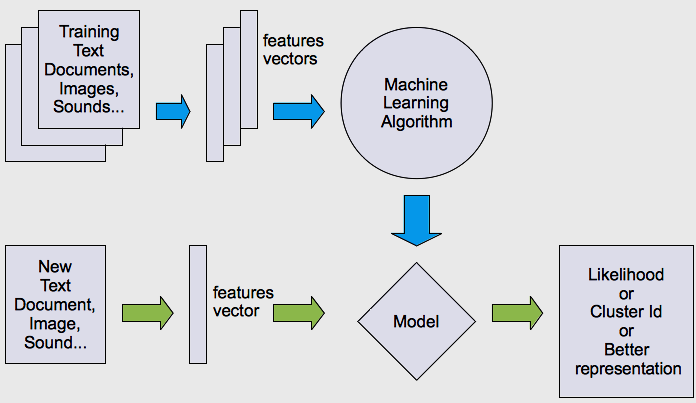 Training
Text
Documents,
Images,
Sounds...
features
vectors
Machine
Learning
Algorithm
New
Text
Document,
Image,
Sound...
features
vector
Model
Likelihood
or
Cluster Id
or
Better
representation